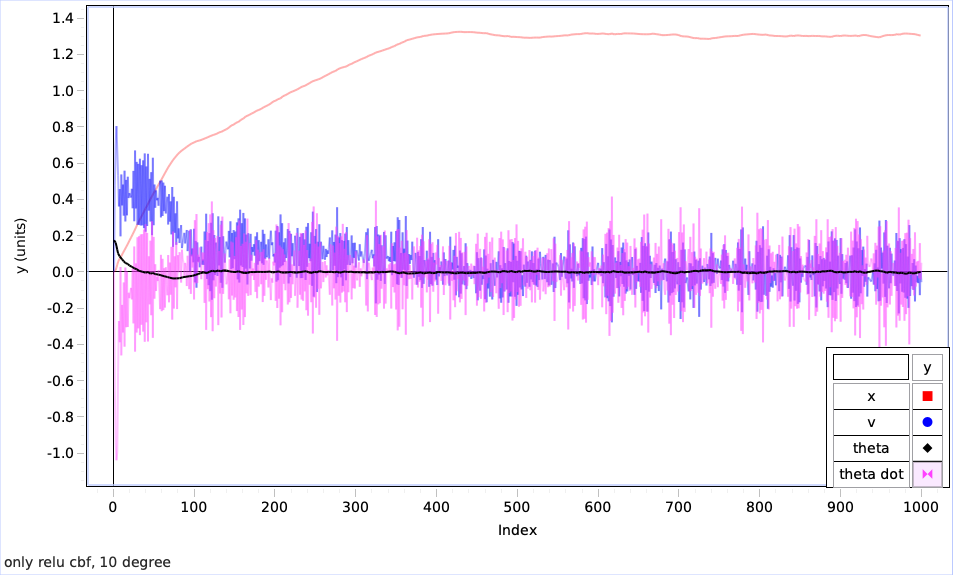 1.4
1.2
1.0
0.8
0.6
0.4
0.2
0.0
-0.2
-0.4
-0.6
-0.8
-1.0
y (units)
0 100 200 300 400 500 600 700 800 900 1000
Index
y
x
v
theta
theta dot
only relu cbf, 10 degree